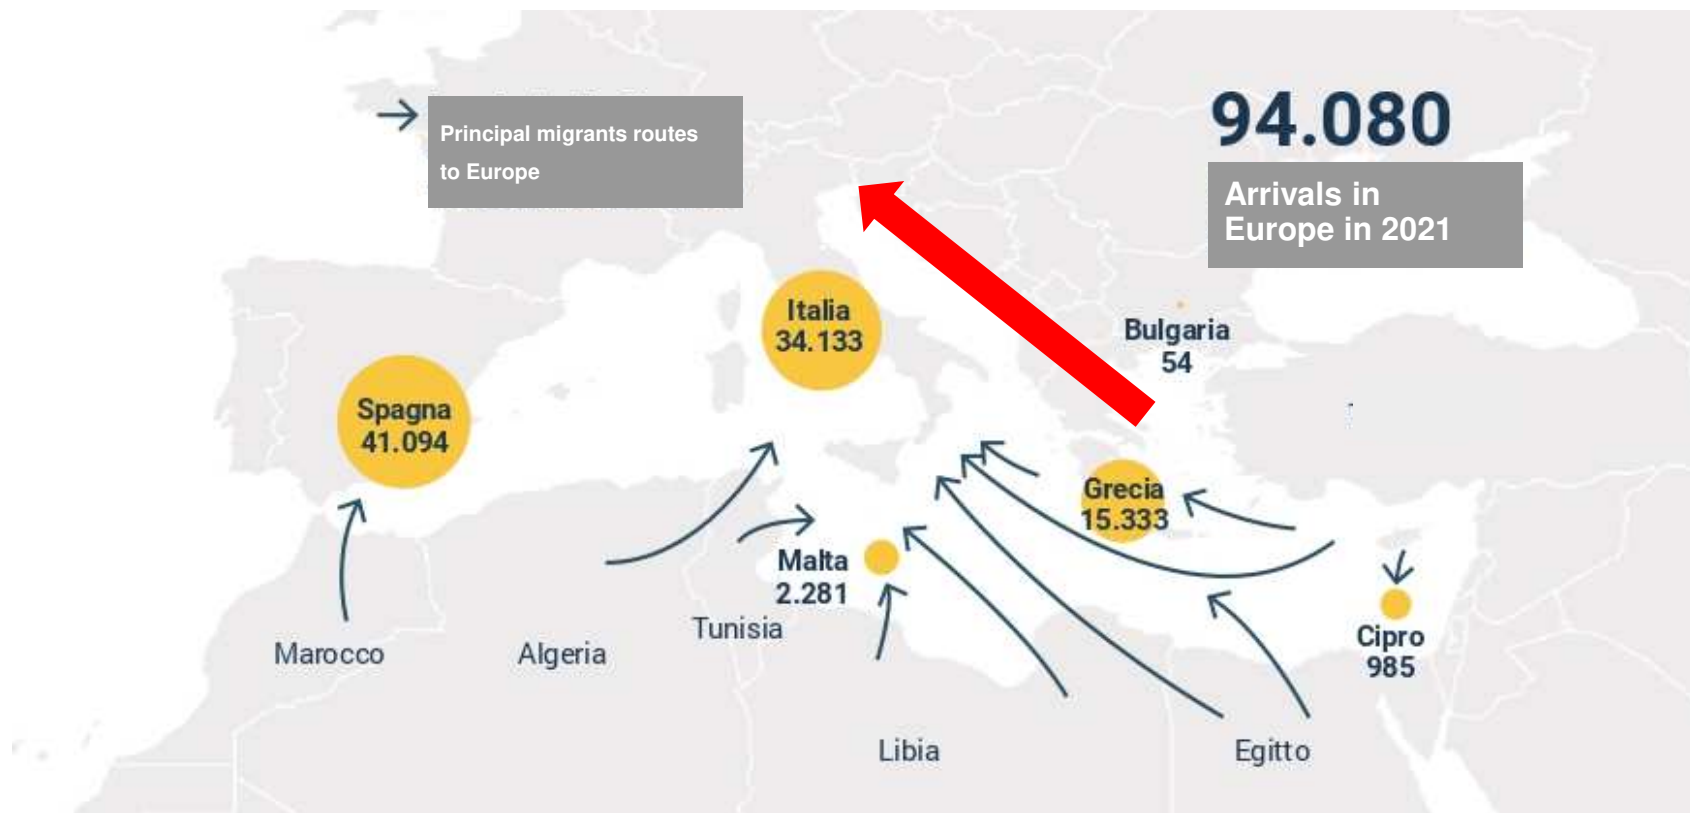 Principal migrants routes
to Europe
94.080
Arrivals in
Europe in 2021
Italia
34.133
Bulgaria
54
Spagna
41.094
Grecia
15.333
Malta
2.281
Tunisia
Marocco
Algeria
Cipro
985
Libia
Egitto